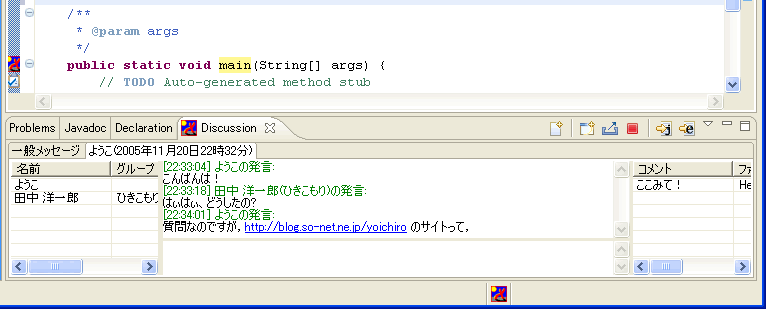 /**
* @param args
*/
public static void main(String[] args) {
// TODO Auto-generated method stub
Problems Javadoc Declaration Discussion
一般メッセージ ようこ(2005年11月20日22時32分)
名前 グループ
ようこ
田中 洋一郎 ひきこもり
[22:33:04] ようこの発言:
こんばんは！
[22:33:18] 田中 洋一郎(ひきこもり)の発言:
はいはい、どうしたの?
[22:34:01] ようこの発言:
質問なのですが, http://blog.so-net.ne.jp/yoichiro のサイトって,
コメント ファ
ここみて！ He